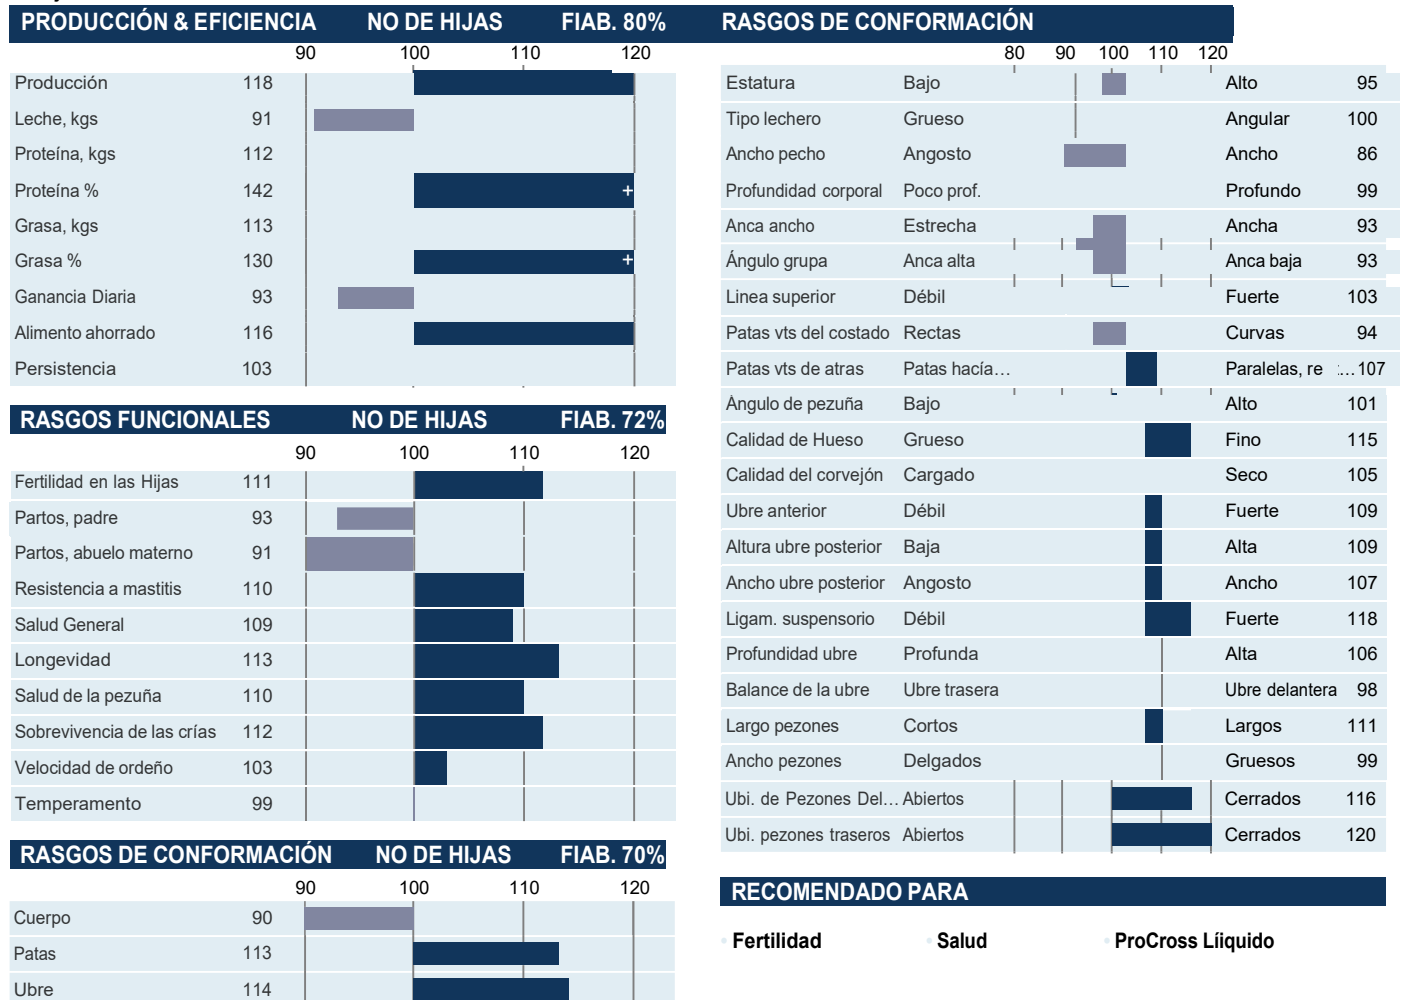 PRODUCCIÓN & EFICIENCIA NO DE HIJAS FIAB. 80%
90 100 110 120
Producción 118
Leche, kgs 91
Proteína, kgs 112
Proteína % 142 +
Grasa, kgs 113
Grasa % 130 +
Ganancia Diaria 93
Alimento ahorrado 116
Persistencia 103
RASGOS FUNCIONALES NO DE HIJAS FIAB. 72%
90 100 110 120
Fertilidad en las Hijas 111
Partos, padre 93
Partos, abuelo materno 91
Resistencia a mastitis 110
Salud General 109
Longevidad 113
Salud de la pezuña 110
Sobrevivencia de las crías 112
Velocidad de ordeño 103
Temperamento 99
RASGOS DE CONFORMACIÓN NO DE HIJAS FIAB. 70%
90 100 110 120
Cuerpo 90
Patas 113
Ubre 114
RASGOS DE CONFORMACIÓN
80 90 100 110 120
Estatura Bajo Alto 95
Tipo lechero Grueso Angular 100
Ancho pecho Angosto Ancho 86
Profundidad corporal Poco prof. Profundo 99
Anca ancho Estrecha Ancha 93
Ángulo grupa Anca alta Anca baja 93
Linea superior Débil Fuerte 103
Patas vts del costado Rectas Curvas 94
Patas vts de atras Patas hacía… Paralelas, re …107
Ángulo de pezuña Bajo Alto 101
Calidad de Hueso Grueso Fino 115
Calidad del corvejón Cargado Seco 105
Ubre anterior Débil Fuerte 109
Altura ubre posterior Baja Alta 109
Ancho ubre posterior Angosto Ancho 107
Ligam. suspensorio Débil Fuerte 118
Profundidad ubre Profunda Alta 106
Balance de la ubre Ubre trasera Ubre delantera 98
Largo pezones Cortos Largos 111
Ancho pezones Delgados Gruesos 99
Ubi. de Pezones Del… Abiertos Cerrados 116
Ubi. pezones traseros Abiertos Cerrados 120
RECOMENDADO PARA
• Fertilidad • Salud • ProCross Líiquido